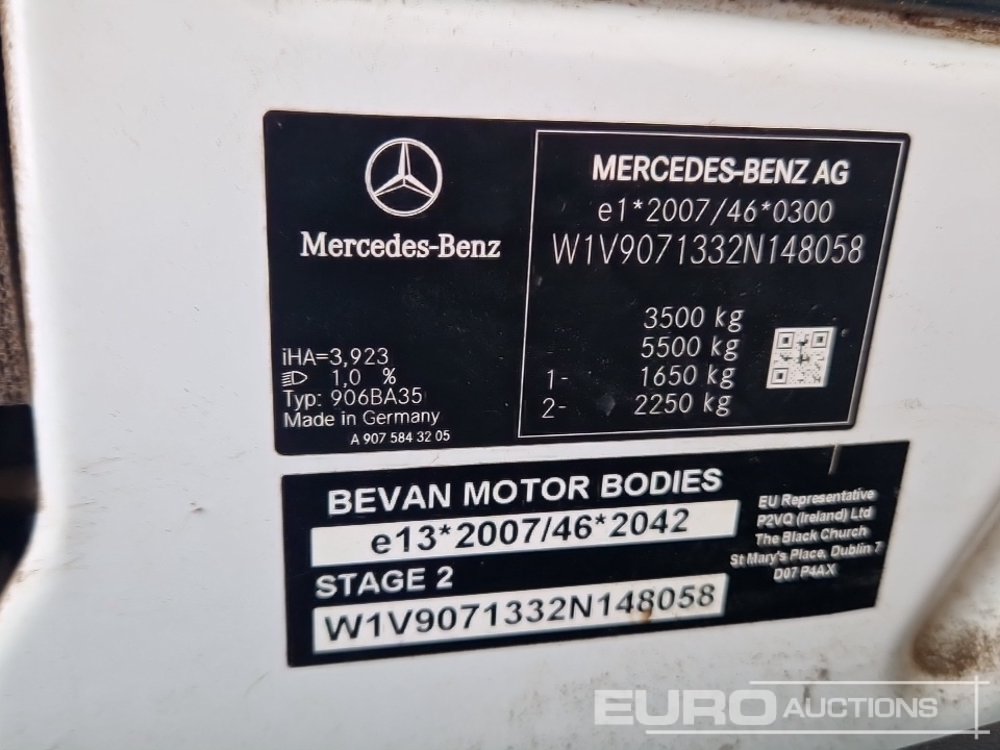 Mercedes-Benz
iHA=3,923
1,0 %
Typ: 906BA35
Made in Germany
A 907 584 32 05
MERCEDES-BENZ AG
e1*2007/46*0300
W1V9071332N148058
3500 kg
5500 kg
1- 1650 kg
2- 2250 kg
BEVAN MOTOR BODIES
e13*2007/46*2042
STAGE 2
W1V9071332N148058
EU Representative
P2VQ (Ireland) Ltd
The Black Church
St Mary's Place, Dublin 7
D07 P4AX
EURO AUCTIONS